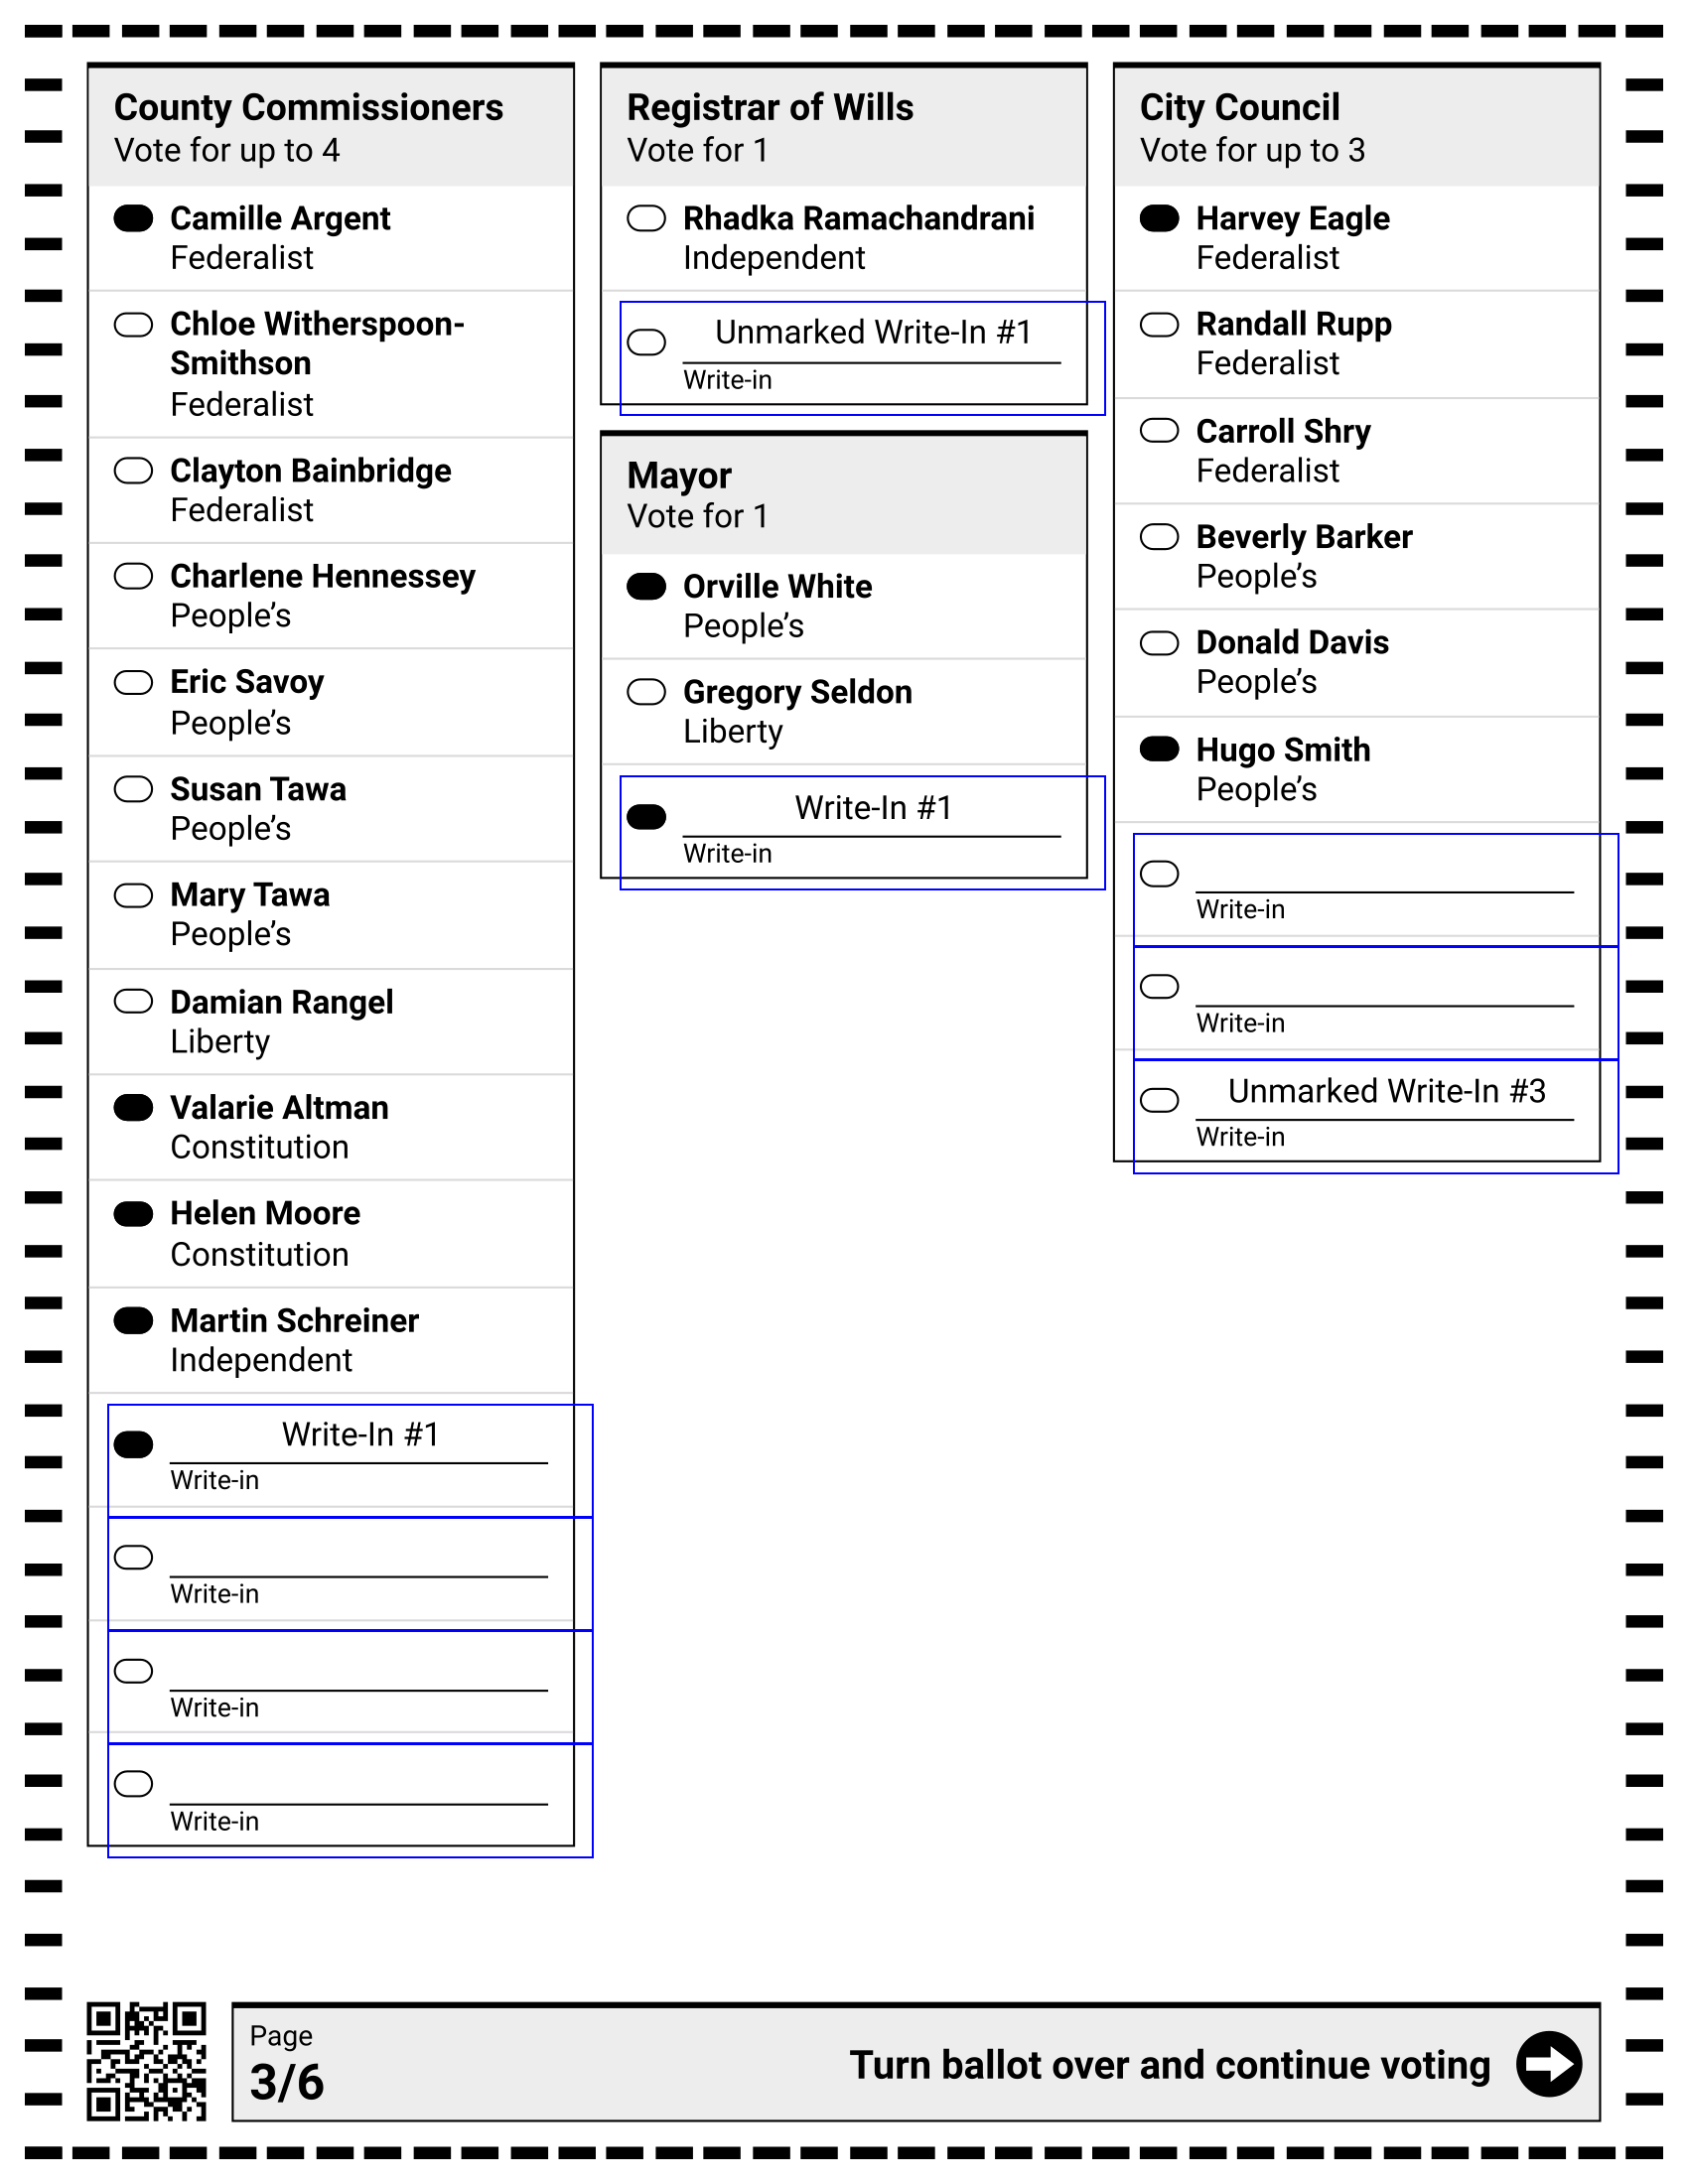 County Commissioners
Vote for up to 4
Camille Argent
Federalist
Chloe Witherspoon-
Smithson
Federalist
Clayton Bainbridge
Federalist
Charlene Hennessey
People’s
Eric Savoy
People’s
Susan Tawa
People’s
Mary Tawa
People’s
Damian Rangel
Liberty
Valarie Altman
Constitution
Helen Moore
Constitution
Martin Schreiner
Independent
Write-In #1
Write-in
Write-in
Write-in
Write-in
Registrar of Wills
Vote for 1
Rhadka Ramachandrani
Independent
Unmarked Write-In #1
Write-in
Mayor
Vote for 1
Orville White
People’s
Gregory Seldon
Liberty
Write-In #1
Write-in
City Council
Vote for up to 3
Harvey Eagle
Federalist
Randall Rupp
Federalist
Carroll Shry
Federalist
Beverly Barker
People’s
Donald Davis
People’s
Hugo Smith
People’s
Write-in
Write-in
Unmarked Write-In #3
Write-in
Page
3/6
Turn ballot over and continue voting